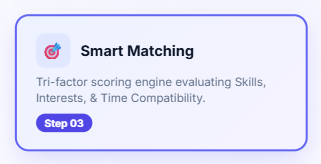 Smart Matching
Tri-factor scoring engine evaluating Skills,
Interests, & Time Compatibility.
Step 03